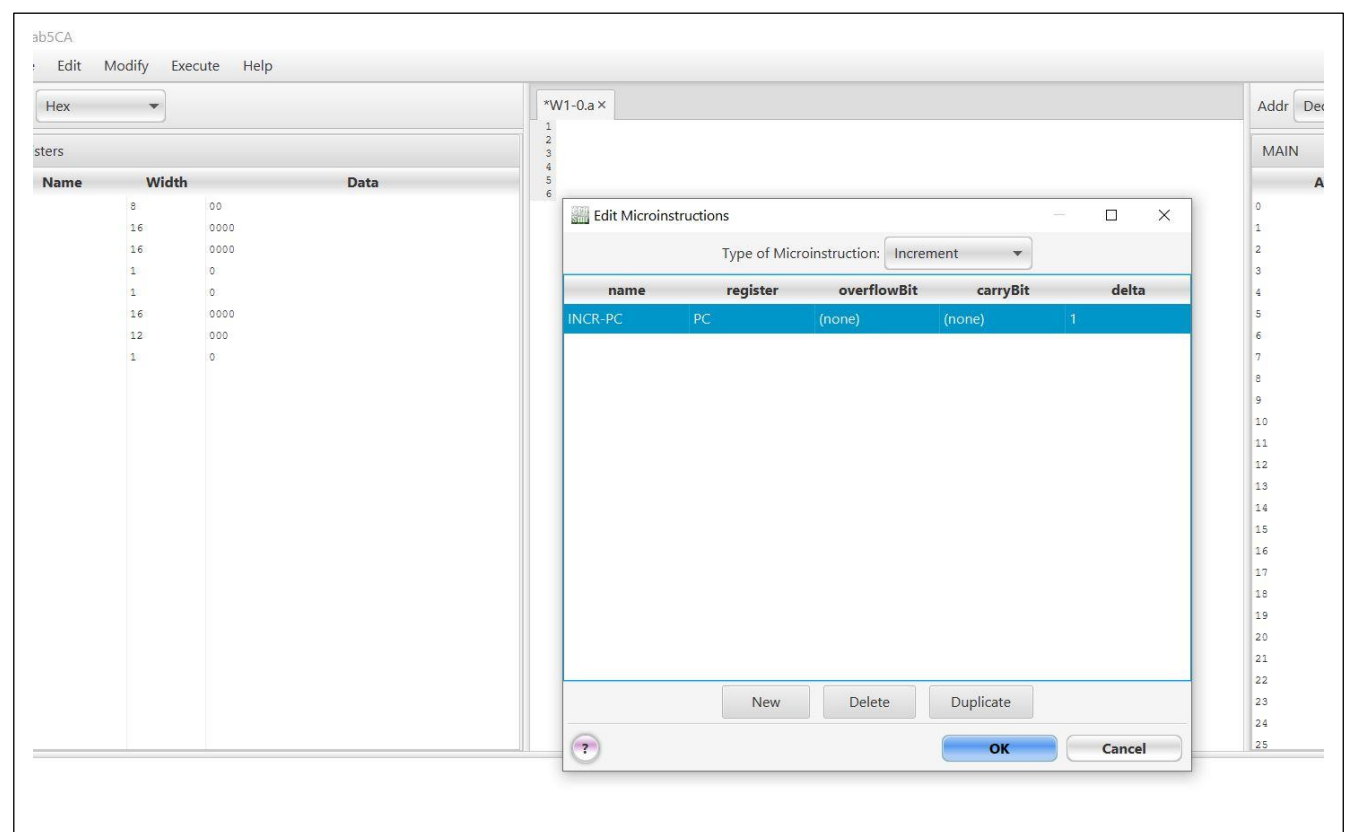 ab5CA
Edit Modify Execute Help
Hex
*W1-0.a ×
Addr Dec
sters
MAIN
Name Width Data
A
8 00
16 0000
16 0000
1 0
1 0
16 0000
12 000
1 0
1
2
3
4
5
6
Edit Microinstructions
Type of Microinstruction: Increment
name register overflowBit carryBit delta
INCR-PC PC (none) (none) 1
New Delete Duplicate
?
OK Cancel
0
1
2
3
4
5
6
7
8
9
10
11
12
13
14
15
16
17
18
19
20
21
22
23
24
25